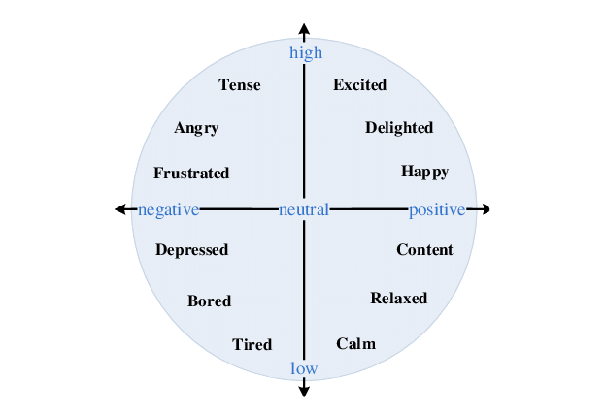 high
Tense Excited
Angry Delighted
Frustrated Happy
negative neutral positive
Depressed Content
Bored Relaxed
Tired Calm
low